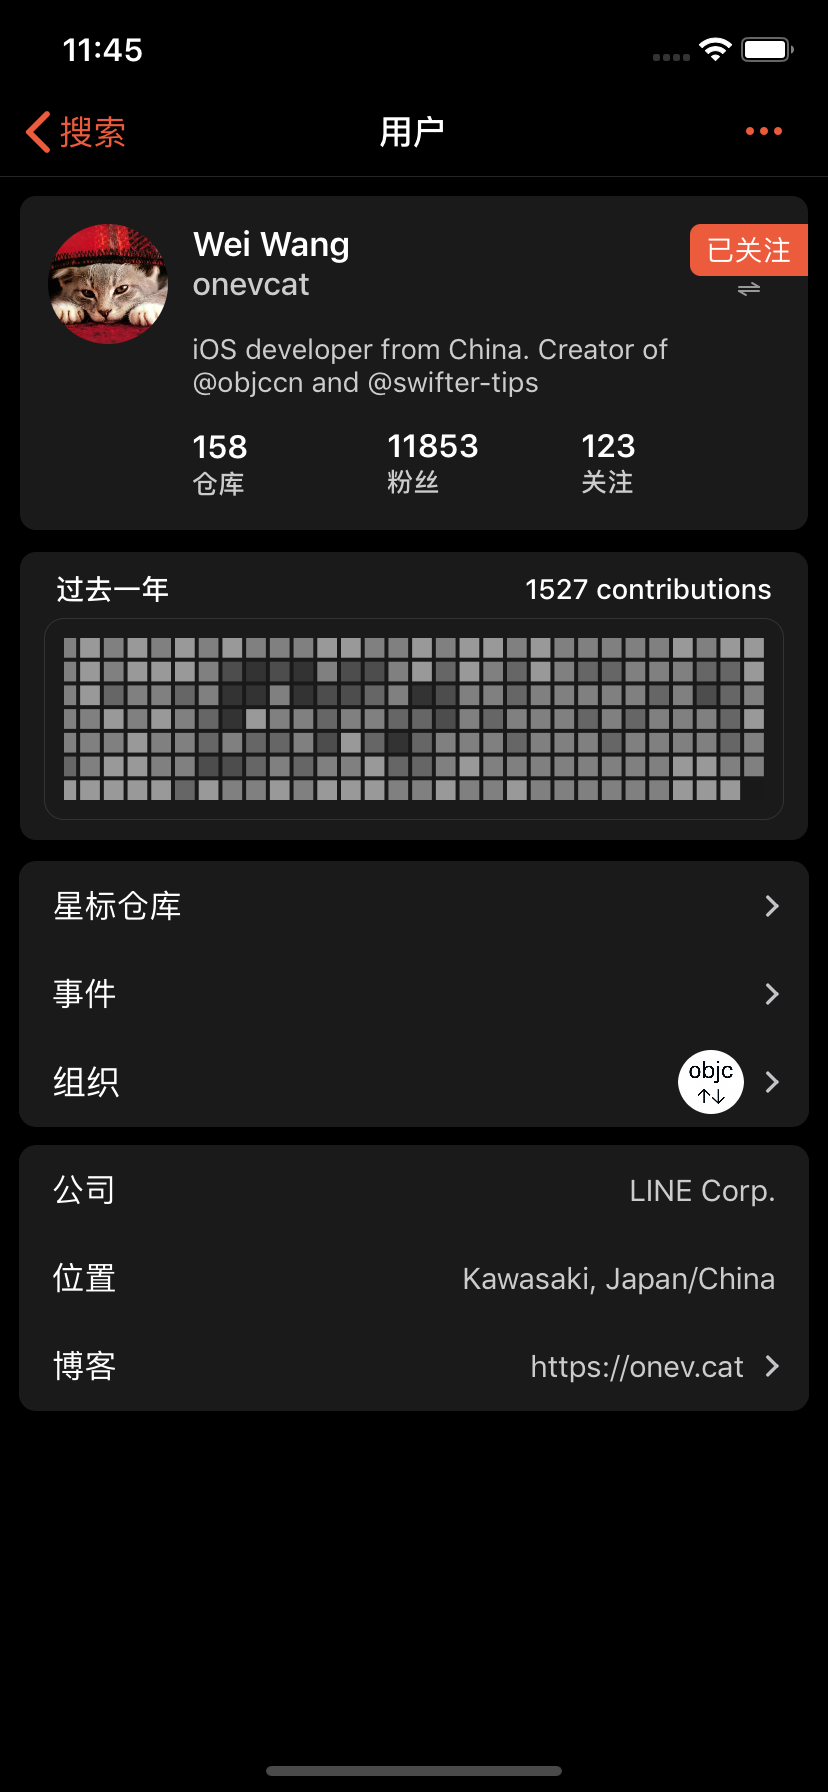 11:45
搜索
用户
Wei Wang
已关注
onevcat
iOS developer from China. Creator of
@objccn and @swifter-tips
158
11853
123
仓库
粉丝
关注
过去一年
1527 contributions
星标仓库
事件
组织
objc
↑↓
公司
LINE Corp.
位置
Kawasaki, Japan/China
博客
https://onev.cat